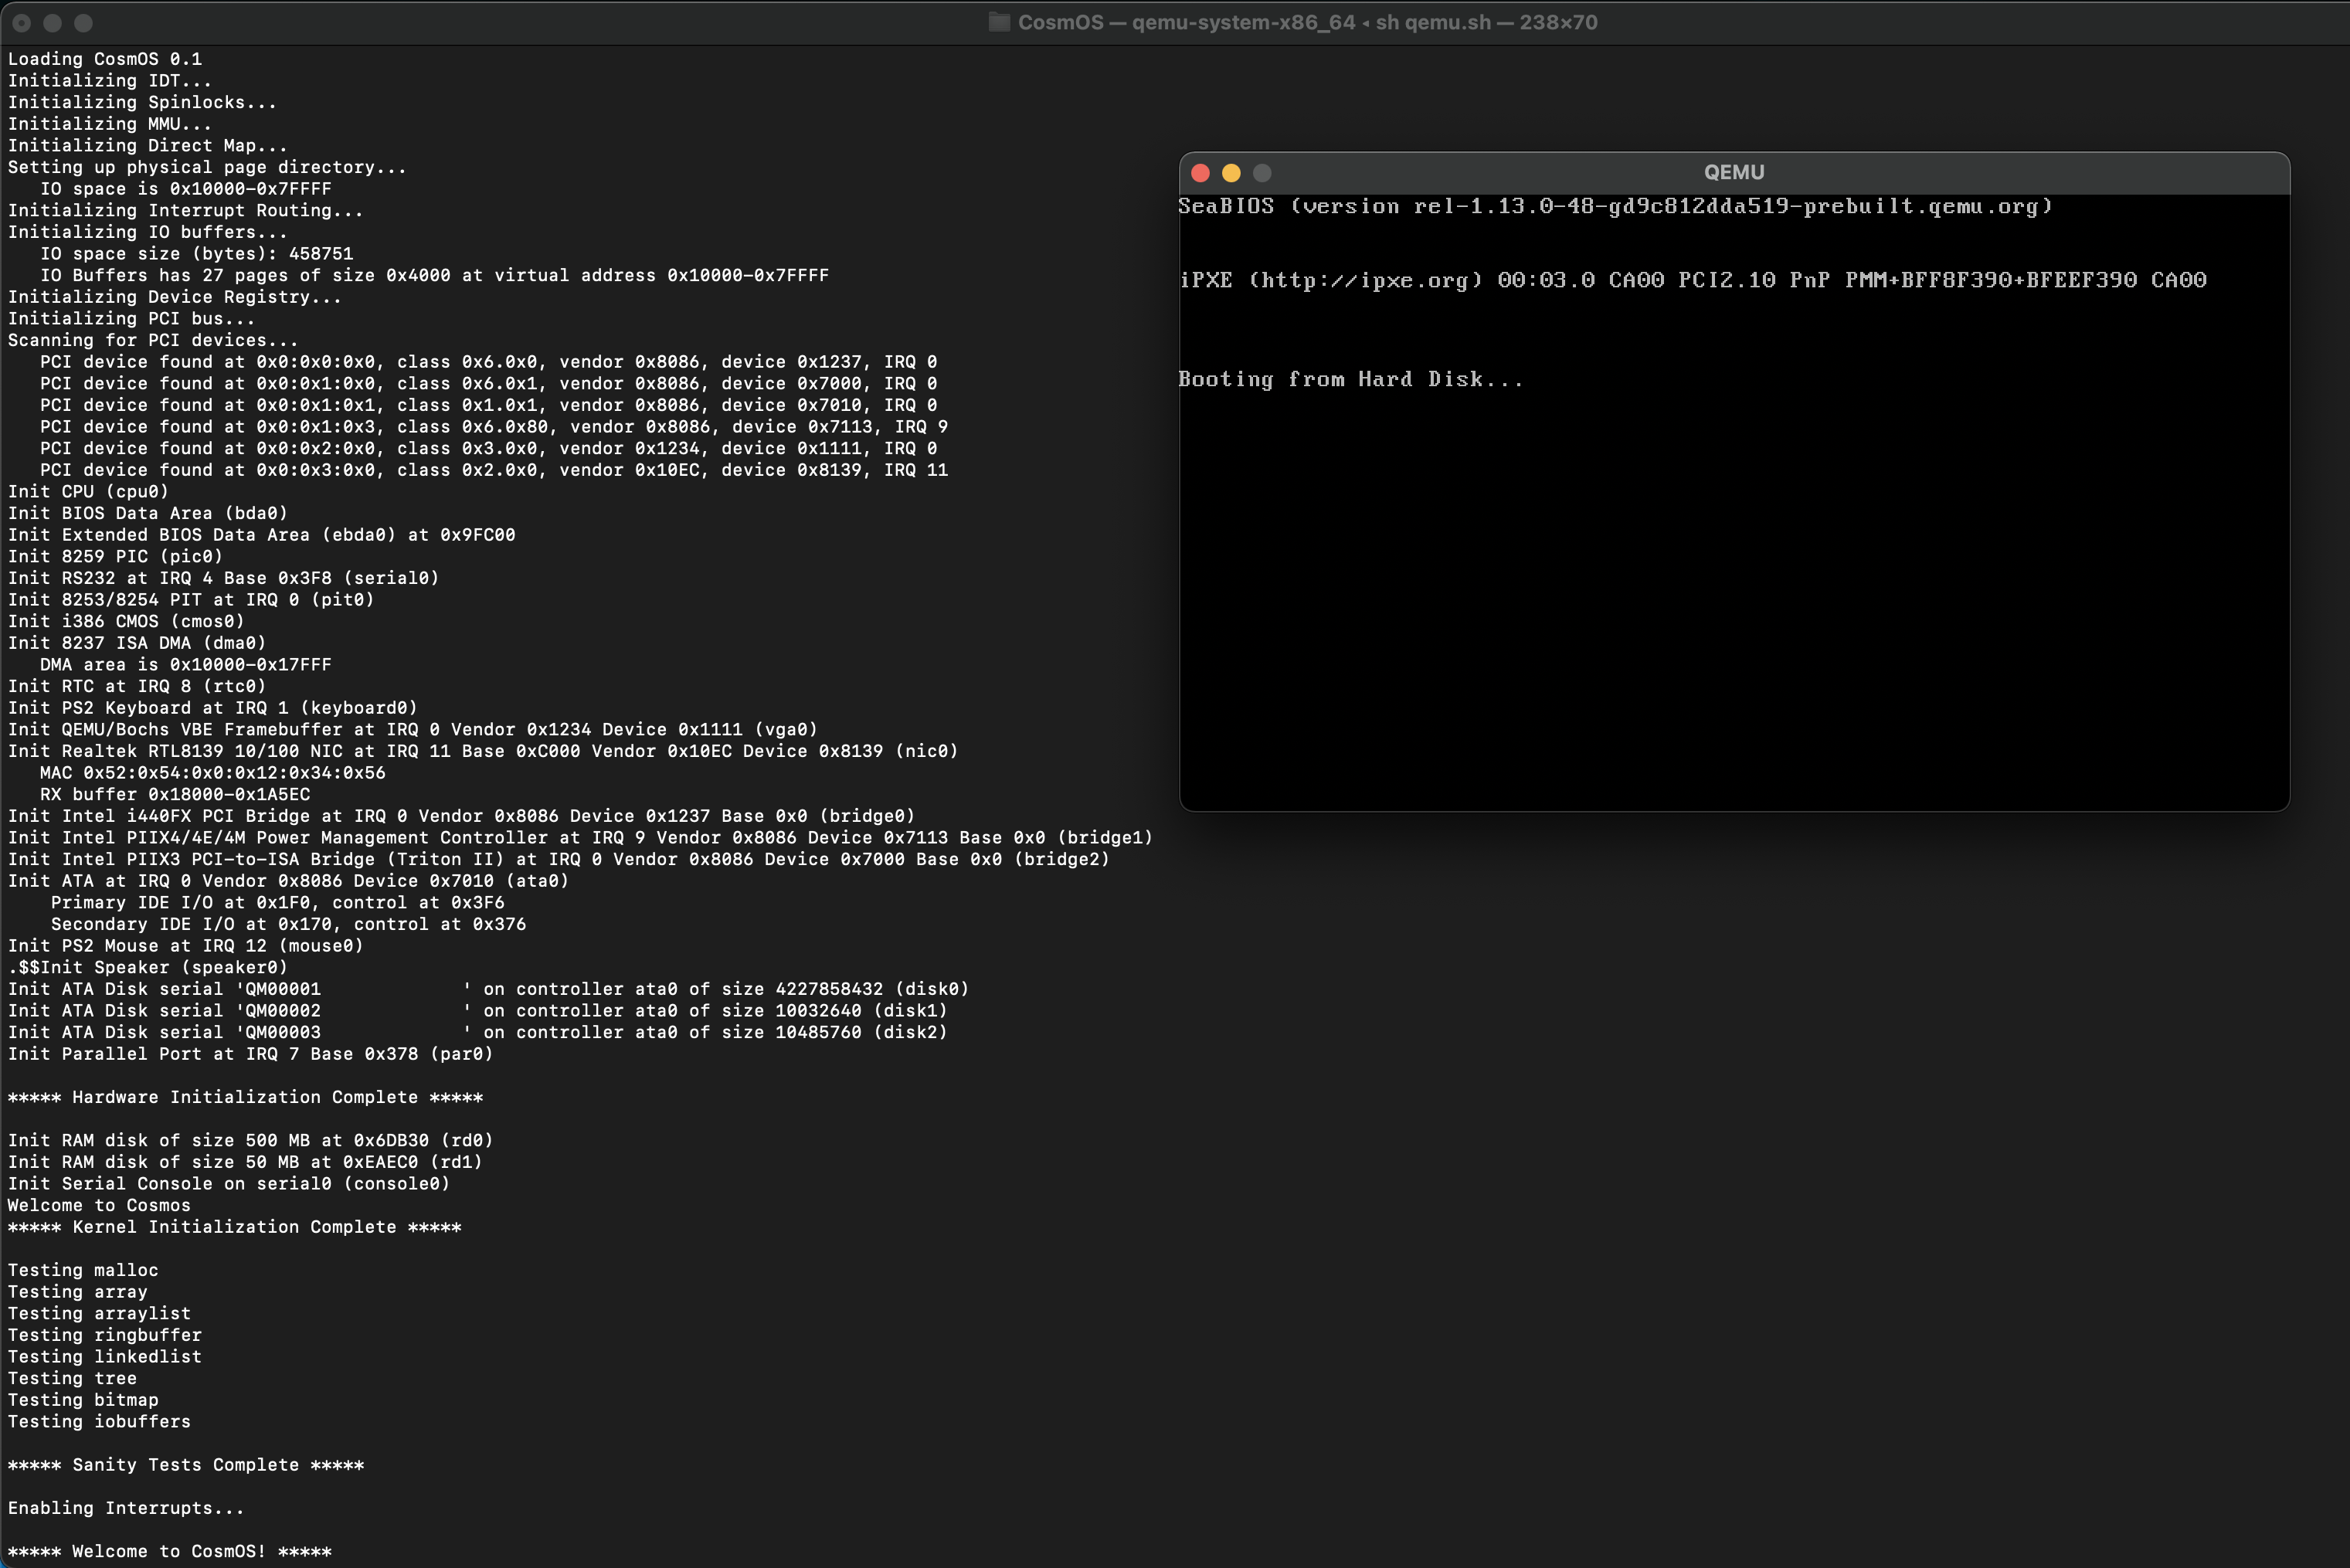 CosmOS — qemu-system-x86_64 ◂ sh qemu.sh — 238×70
Loading CosmOS 0.1
Initializing IDT...
Initializing Spinlocks...
Initializing MMU...
Initializing Direct Map...
Setting up physical page directory...
   IO space is 0x10000-0x7FFFF
Initializing Interrupt Routing...
Initializing IO buffers...
   IO space size (bytes): 458751
   IO Buffers has 27 pages of size 0x4000 at virtual address 0x10000-0x7FFFF
Initializing Device Registry...
Initializing PCI bus...
Scanning for PCI devices...
   PCI device found at 0x0:0x0:0x0, class 0x6.0x0, vendor 0x8086, device 0x1237, IRQ 0
   PCI device found at 0x0:0x1:0x0, class 0x6.0x1, vendor 0x8086, device 0x7000, IRQ 0
   PCI device found at 0x0:0x1:0x1, class 0x1.0x1, vendor 0x8086, device 0x7010, IRQ 0
   PCI device found at 0x0:0x1:0x3, class 0x6.0x80, vendor 0x8086, device 0x7113, IRQ 9
   PCI device found at 0x0:0x2:0x0, class 0x3.0x0, vendor 0x1234, device 0x1111, IRQ 0
   PCI device found at 0x0:0x3:0x0, class 0x2.0x0, vendor 0x10EC, device 0x8139, IRQ 11
Init CPU (cpu0)
Init BIOS Data Area (bda0)
Init Extended BIOS Data Area (ebda0) at 0x9FC00
Init 8259 PIC (pic0)
Init RS232 at IRQ 4 Base 0x3F8 (serial0)
Init 8253/8254 PIT at IRQ 0 (pit0)
Init i386 CMOS (cmos0)
Init 8237 ISA DMA (dma0)
   DMA area is 0x10000-0x17FFF
Init RTC at IRQ 8 (rtc0)
Init PS2 Keyboard at IRQ 1 (keyboard0)
Init QEMU/Bochs VBE Framebuffer at IRQ 0 Vendor 0x1234 Device 0x1111 (vga0)
Init Realtek RTL8139 10/100 NIC at IRQ 11 Base 0xC000 Vendor 0x10EC Device 0x8139 (nic0)
   MAC 0x52:0x54:0x0:0x12:0x34:0x56
   RX buffer 0x18000-0x1A5EC
Init Intel i440FX PCI Bridge at IRQ 0 Vendor 0x8086 Device 0x1237 Base 0x0 (bridge0)
Init Intel PIIX4/4E/4M Power Management Controller at IRQ 9 Vendor 0x8086 Device 0x7113 Base 0x0 (bridge1)
Init Intel PIIX3 PCI-to-ISA Bridge (Triton II) at IRQ 0 Vendor 0x8086 Device 0x7000 Base 0x0 (bridge2)
Init ATA at IRQ 0 Vendor 0x8086 Device 0x7010 (ata0)
    Primary IDE I/O at 0x1F0, control at 0x3F6
    Secondary IDE I/O at 0x170, control at 0x376
Init PS2 Mouse at IRQ 12 (mouse0)
.$$Init Speaker (speaker0)
Init ATA Disk serial 'QM00001             ' on controller ata0 of size 4227858432 (disk0)
Init ATA Disk serial 'QM00002             ' on controller ata0 of size 10032640 (disk1)
Init ATA Disk serial 'QM00003             ' on controller ata0 of size 10485760 (disk2)
Init Parallel Port at IRQ 7 Base 0x378 (par0)
***** Hardware Initialization Complete *****
Init RAM disk of size 500 MB at 0x6DB30 (rd0)
Init RAM disk of size 50 MB at 0xEAEC0 (rd1)
Init Serial Console on serial0 (console0)
Welcome to Cosmos
***** Kernel Initialization Complete *****
Testing malloc
Testing array
Testing arraylist
Testing ringbuffer
Testing linkedlist
Testing tree
Testing bitmap
Testing iobuffers
***** Sanity Tests Complete *****
Enabling Interrupts...
***** Welcome to CosmOS! *****
QEMU
SeaBIOS (version rel-1.13.0-48-gd9c812dda519-prebuilt.qemu.org)
iPXE (http://ipxe.org) 00:03.0 CA00 PCI2.10 PnP PMM+BFF8F390+BFEEF390 CA00
Booting from Hard Disk...